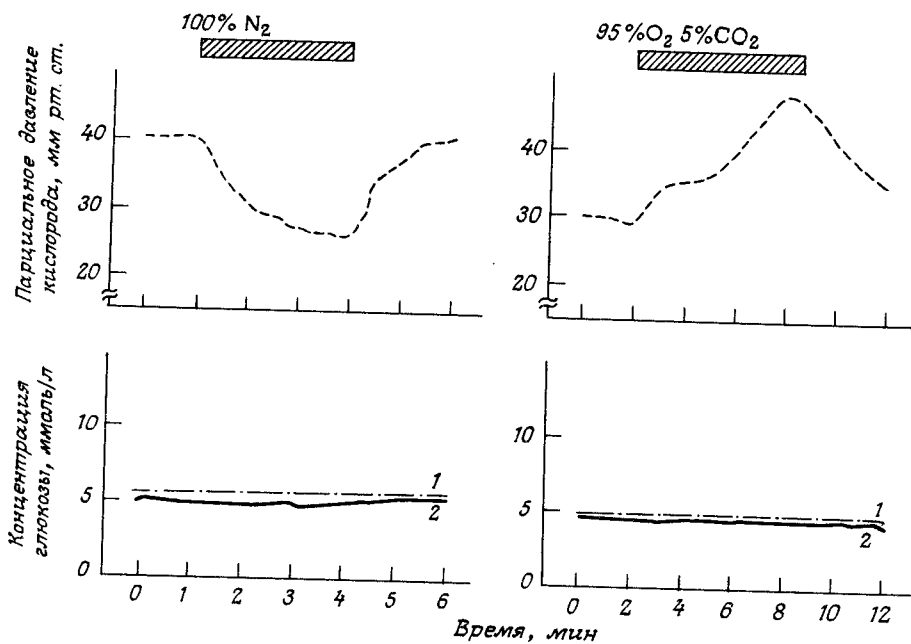 100% N₂
95%O₂ 5%CO₂
Парциальное давление
кислорода, мм рт. ст.
40
30
20
40
30
20
Концентрация
глюкозы, ммаль/л
10
5
0
1
2
10
5
0
1
2
0 1 2 3 4 5 6
0 2 4 6 8 10 12
Время, мин